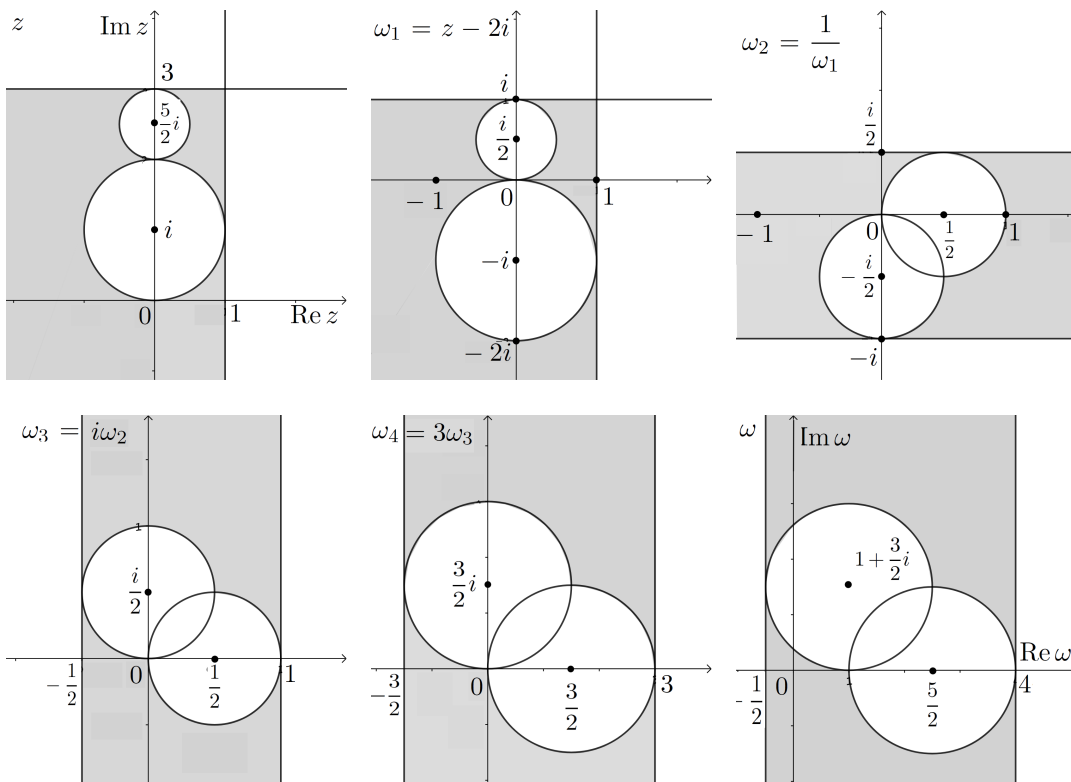 z
Im z
3
5/2 i
i
0
1
Re z
ω₁ = z − 2i
i
i/2
− 1
0
1
−i
− 2i
ω₂ = 1/ω₁
i/2
− 1
0
1/2
1
− i/2
−i
ω₃ = iω₂
1
i/2
− 1/2
0
1/2
1
ω₄ = 3ω₃
3/2 i
− 3/2
0
3/2
3
ω
Im ω
1 + 3/2 i
Re ω
- 1/2
0
1
5/2
4